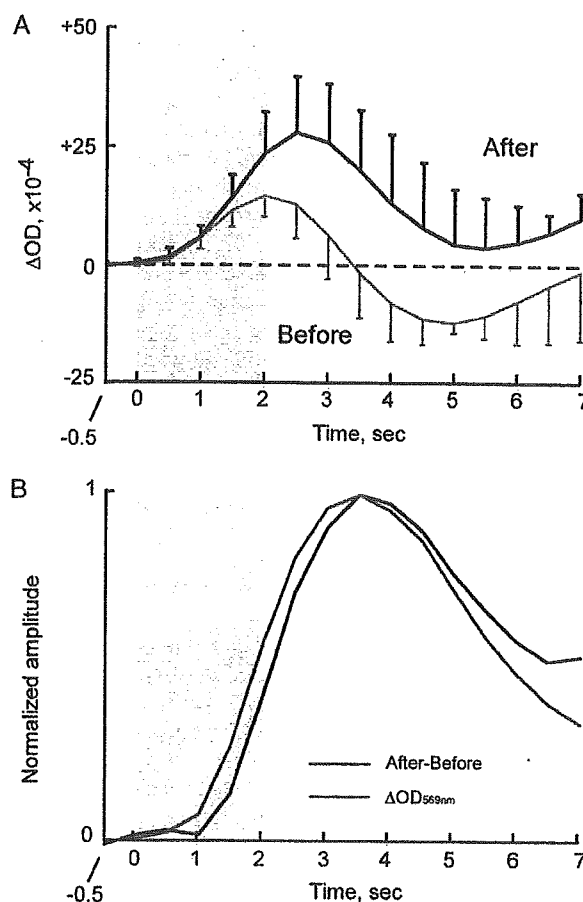 A
+50
+25
0
-25
ΔOD, x10⁻⁴
After
Before
0
1
2
3
4
5
6
7
-0.5
Time, sec
B
1
0
Normalized amplitude
After-Before
ΔOD569nm
0
1
2
3
4
5
6
7
-0.5
Time, sec